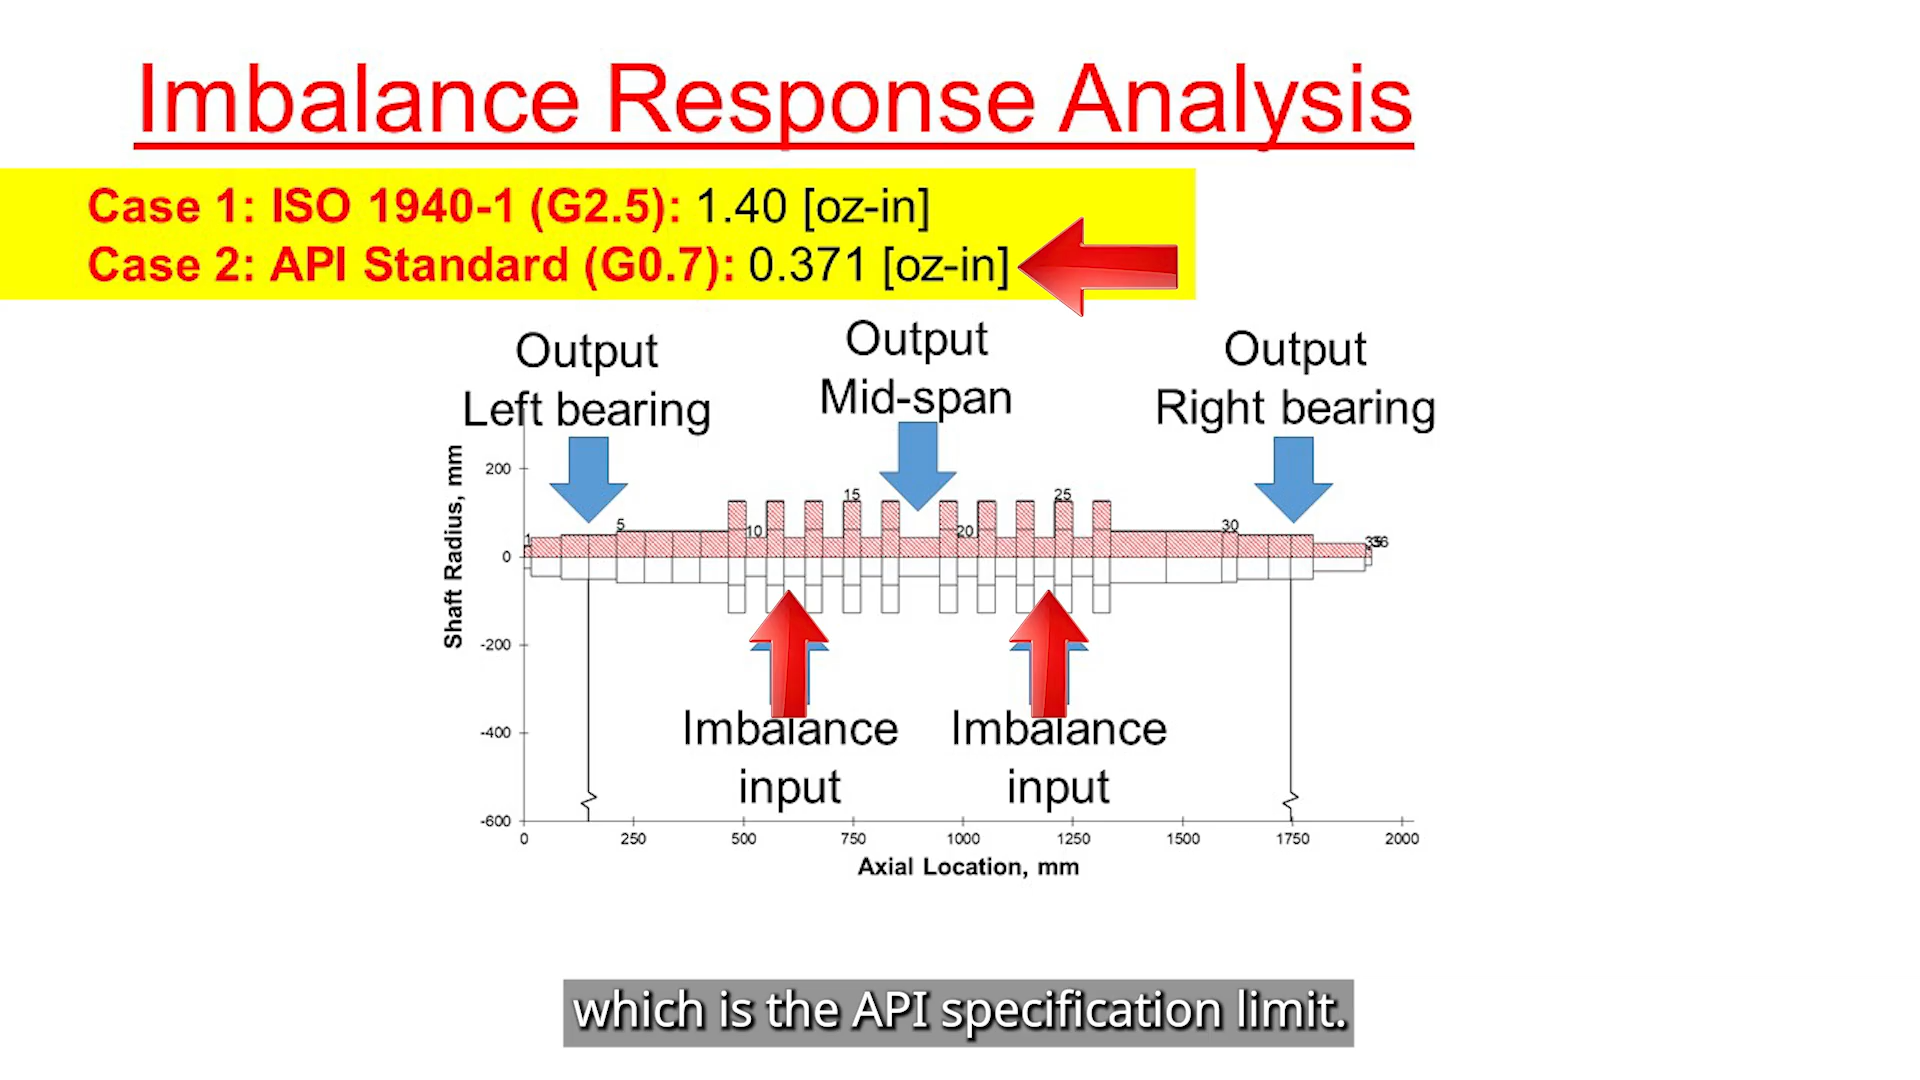 Imbalance Response Analysis
Case 1: ISO 1940-1 (G2.5): 1.40 [oz-in]
Case 2: API Standard (G0.7): 0.371 [oz-in]
Output
Left bearing
Output
Mid-span
Output
Right bearing
Shaft Radius, mm
200
0
-200
-400
-600
1
5
10
15
20
25
30
35
36
Imbalance
input
Imbalance
input
0
250
500
750
1000
1250
1500
1750
2000
Axial Location, mm
which is the API specification limit.